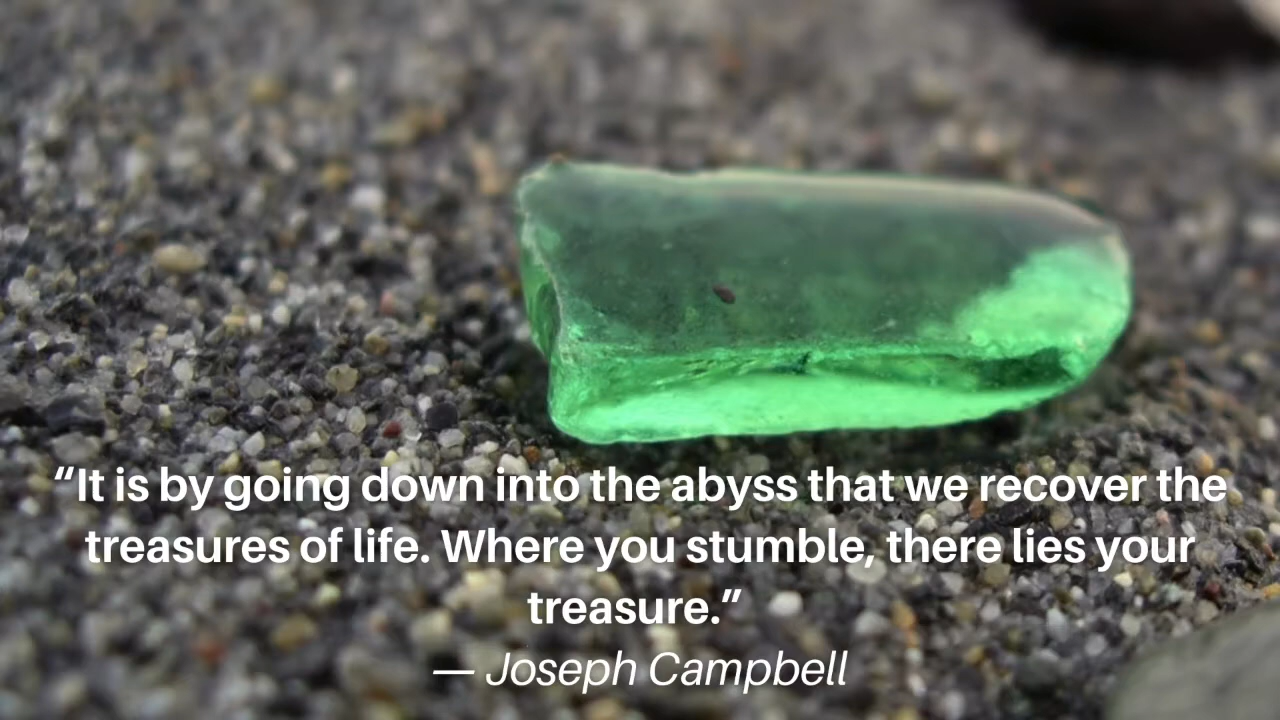 “It is by going down into the abyss that we recover the
treasures of life. Where you stumble, there lies your
treasure.”
— Joseph Campbell